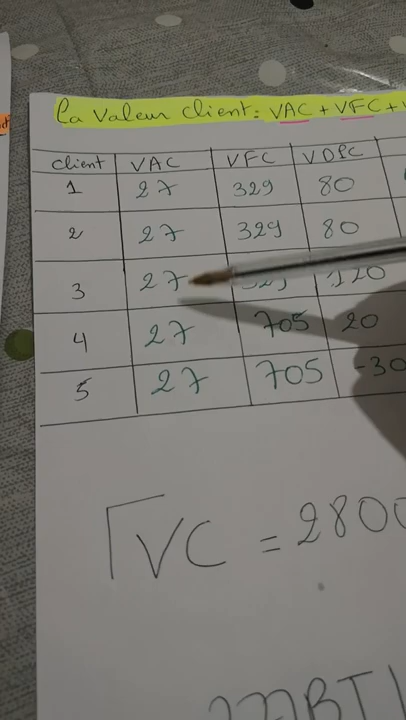 La Valeur client: VAC + VFC +
client VAC VFC VDPC
1 27 329 80
2 27 329 80
3 27 329 120
4 27 705 20
5 27 705 -30
VC = 2800